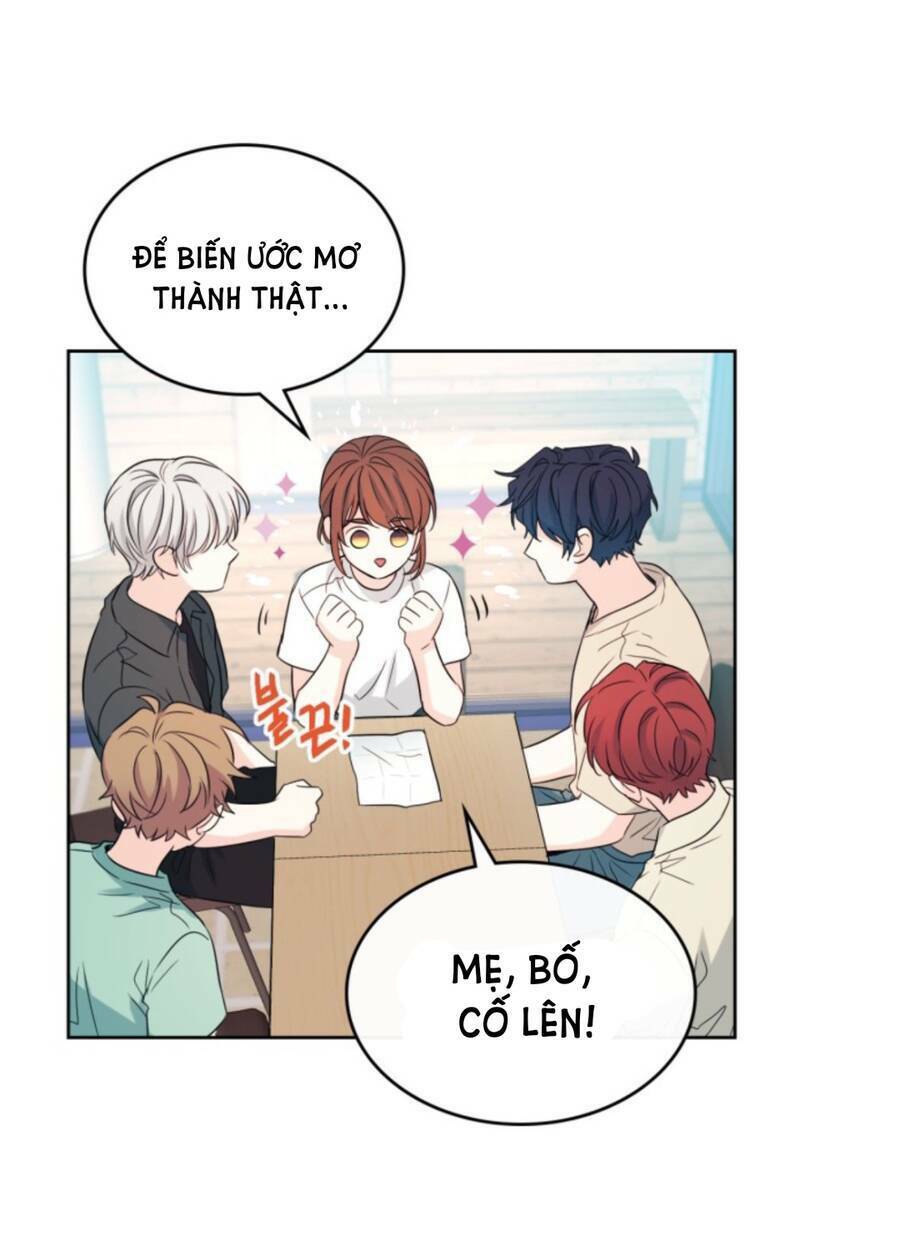 ĐỂ BIẾN ƯỚC MƠ
THÀNH THẬT...
불끈!
MẸ, BỐ,
CỐ LÊN!